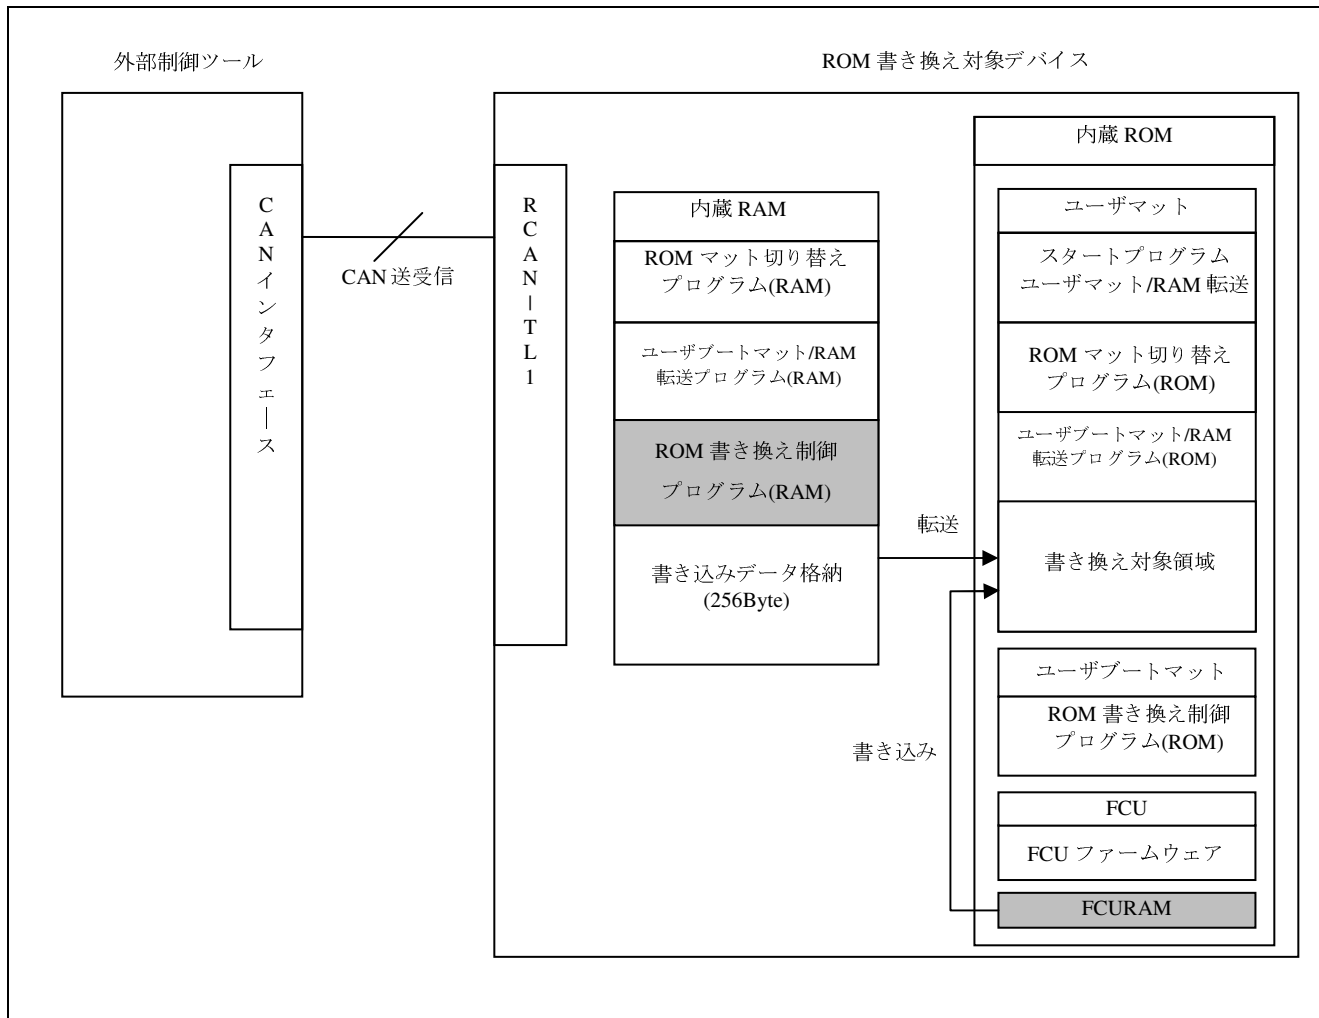 外部制御ツール
ROM 書き換え対象デバイス
CANインタフェ―ス
CAN 送受信
RCAN―TL1
内蔵 RAM
ROM マット切り替え
プログラム(RAM)
ユーザブートマット/RAM
転送プログラム(RAM)
ROM 書き換え制御
プログラム(RAM)
書き込みデータ格納
(256Byte)
転送
書き込み
内蔵 ROM
ユーザマット
スタートプログラム
ユーザマット/RAM 転送
ROM マット切り替え
プログラム(ROM)
ユーザブートマット/RAM
転送プログラム(ROM)
書き換え対象領域
ユーザブートマット
ROM 書き換え制御
プログラム(ROM)
FCU
FCU ファームウェア
FCURAM